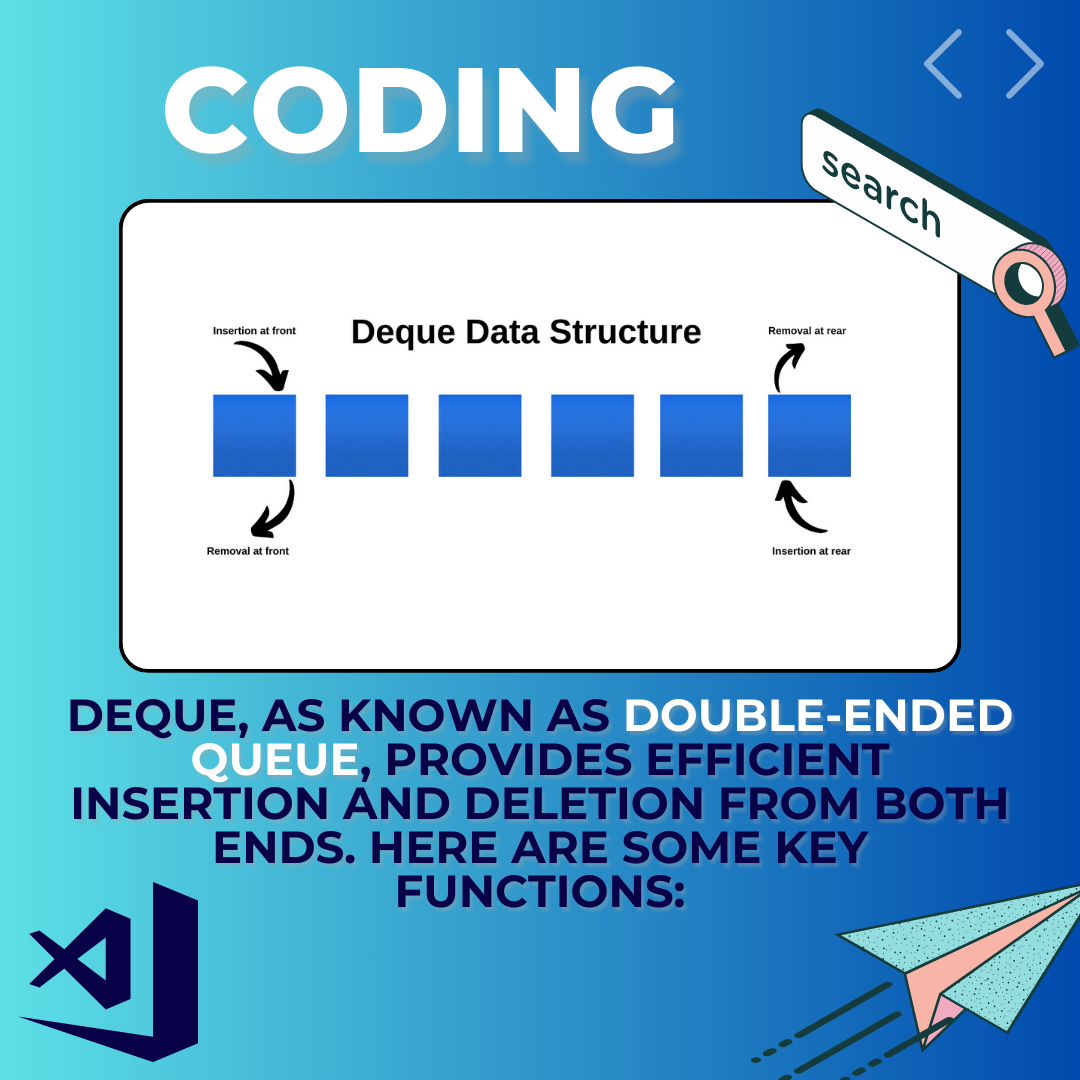 CODING
search
Insertion at front
Deque Data Structure
Removal at rear
Removal at front
Insertion at rear
DEQUE, AS KNOWN AS DOUBLE-ENDED
QUEUE, PROVIDES EFFICIENT
INSERTION AND DELETION FROM BOTH
ENDS. HERE ARE SOME KEY
FUNCTIONS: